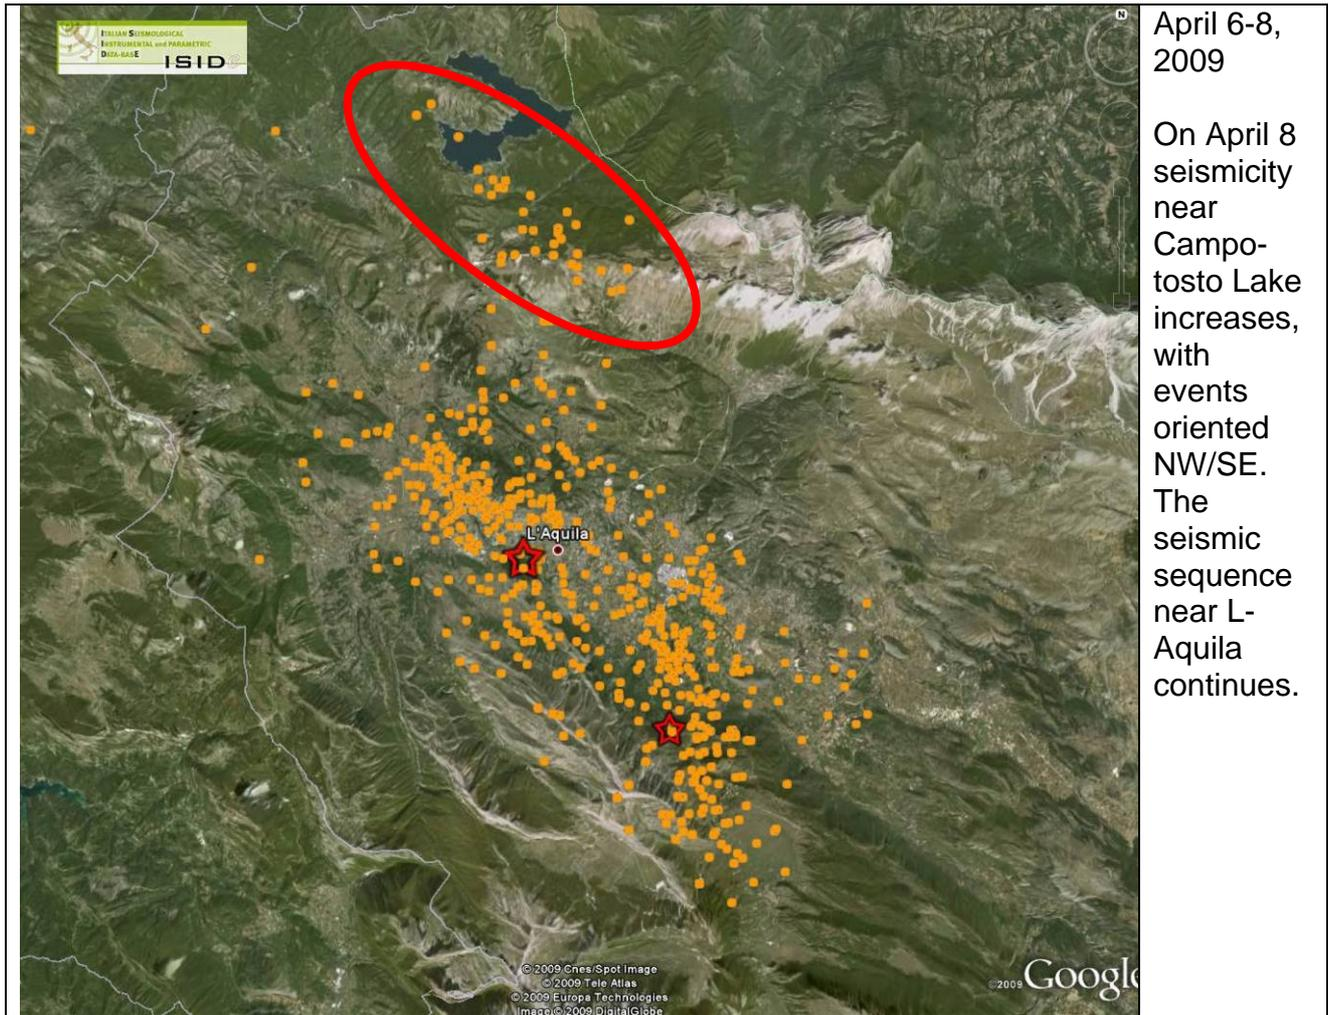 ITALIAN SEISMOLOGICAL
INSTRUMENTAL and PARAMETRIC
DATA-BASE
ISIDe
N
L'Aquila
© 2009 Cnes/Spot Image
© 2009 Tele Atlas
© 2009 Europa Technologies
Image © 2009 DigitalGlobe
©2009 Google
April 6-8,
2009
On April 8
seismicity
near
Campo-
tosto Lake
increases,
with
events
oriented
NW/SE.
The
seismic
sequence
near L-
Aquila
continues.